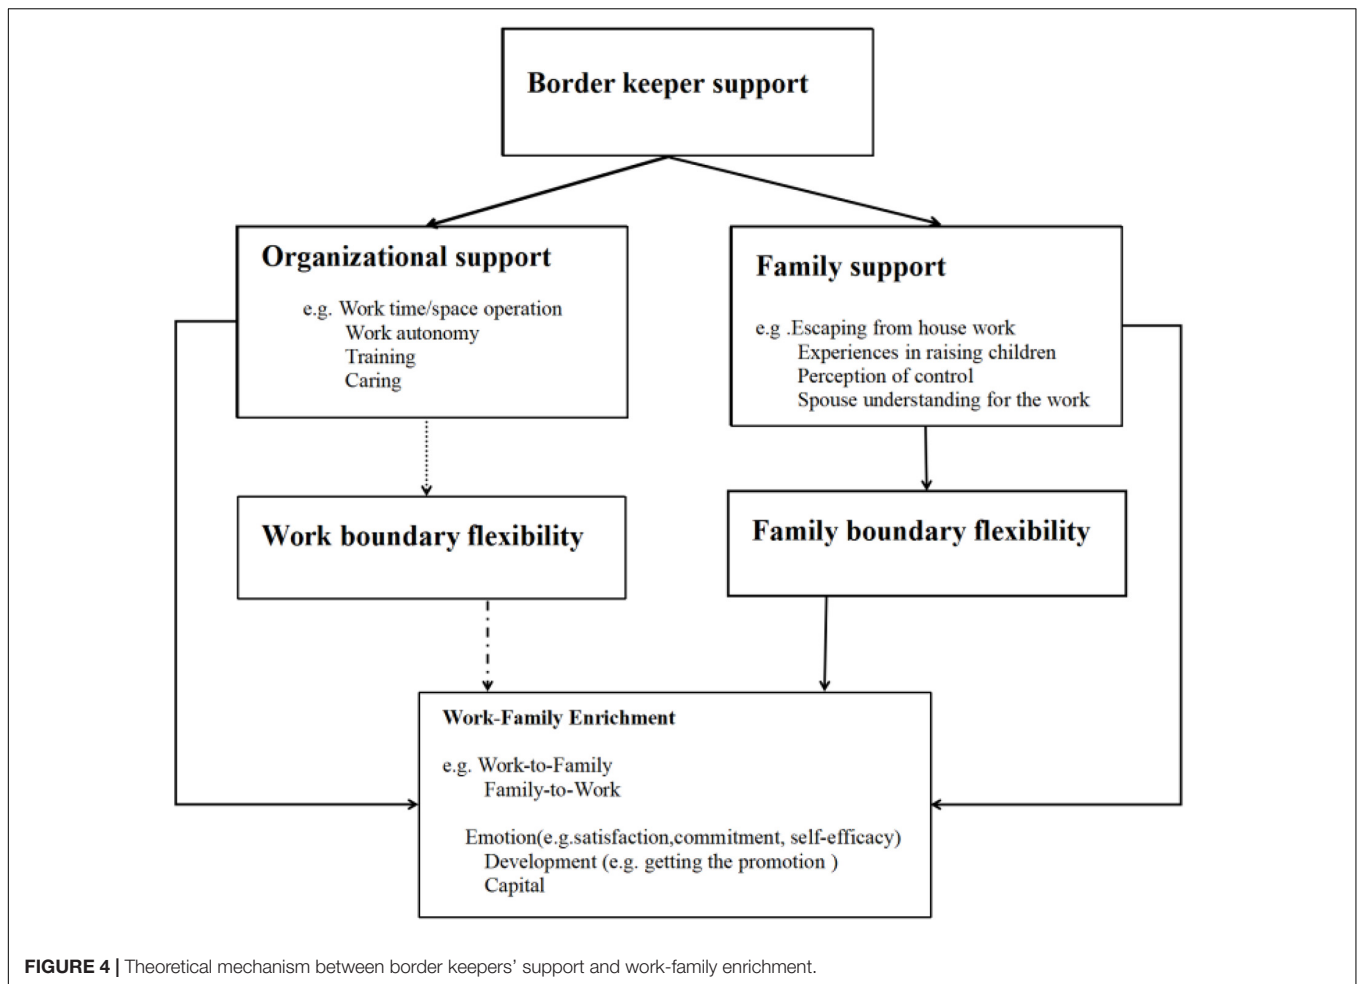 Border keeper support
Organizational support
e.g. Work time/space operation
Work autonomy
Training
Caring
Family support
e.g .Escaping from house work
Experiences in raising children
Perception of control
Spouse understanding for the work
Work boundary flexibility
Family boundary flexibility
Work-Family Enrichment
e.g. Work-to-Family
Family-to-Work
Emotion(e.g.satisfaction,commitment, self-efficacy)
Development (e.g. getting the promotion )
Capital
FIGURE 4 | Theoretical mechanism between border keepers' support and work-family enrichment.